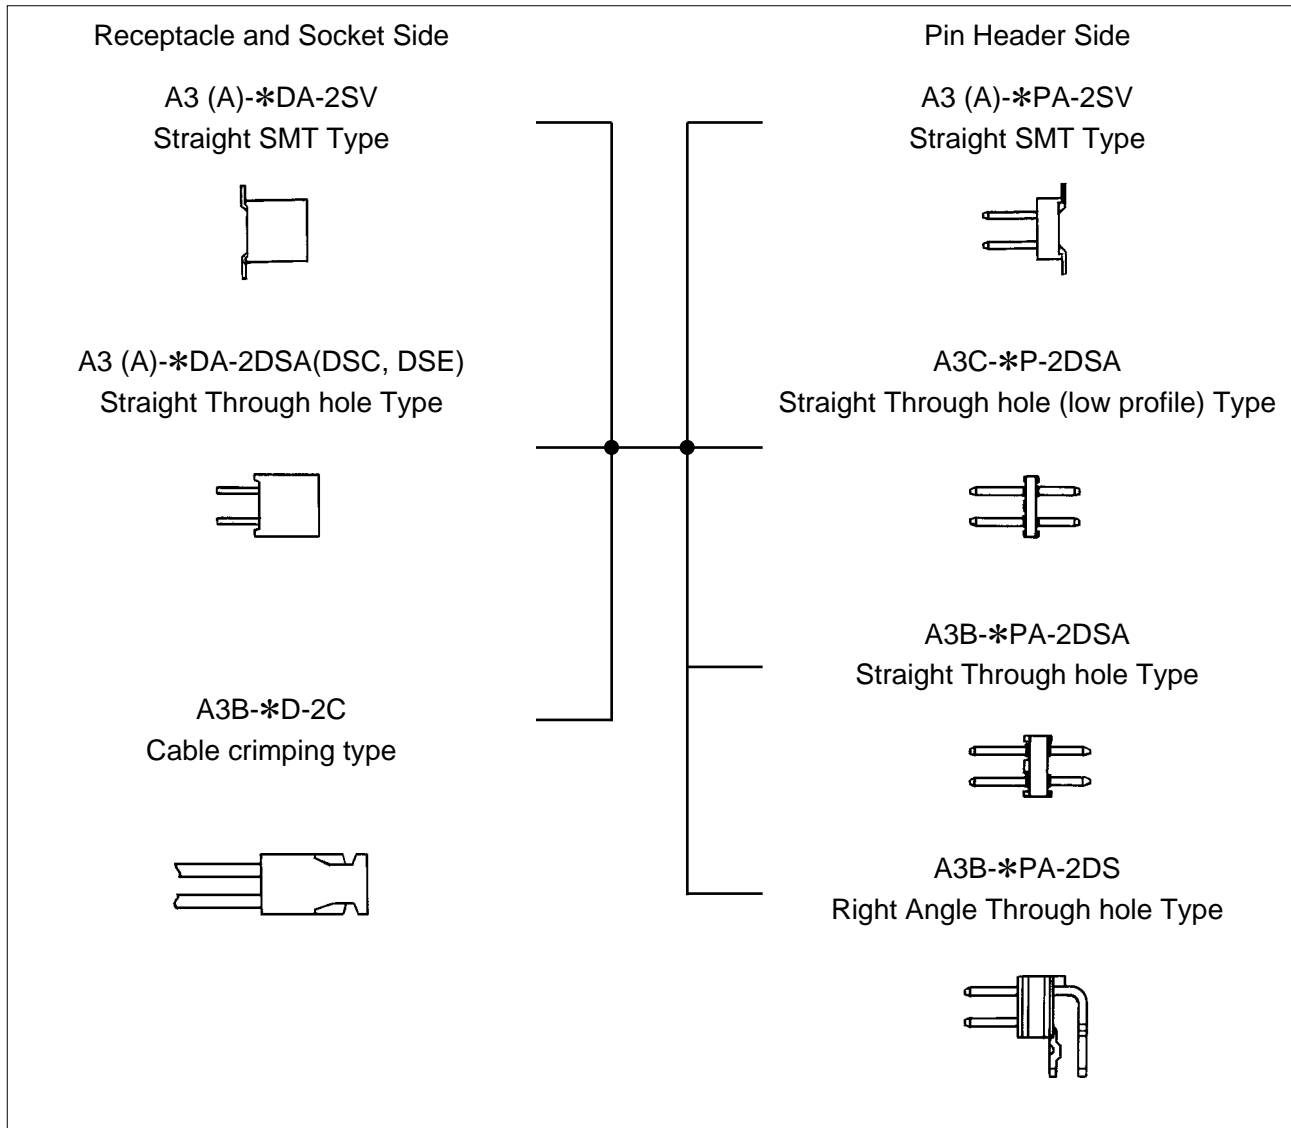 Receptacle and Socket Side
A3 (A)-*DA-2SV
Straight SMT Type
A3 (A)-*DA-2DSA(DSC, DSE)
Straight Through hole Type
A3B-*D-2C
Cable crimping type
Pin Header Side
A3 (A)-*PA-2SV
Straight SMT Type
A3C-*P-2DSA
Straight Through hole (low profile) Type
A3B-*PA-2DSA
Straight Through hole Type
A3B-*PA-2DS
Right Angle Through hole Type